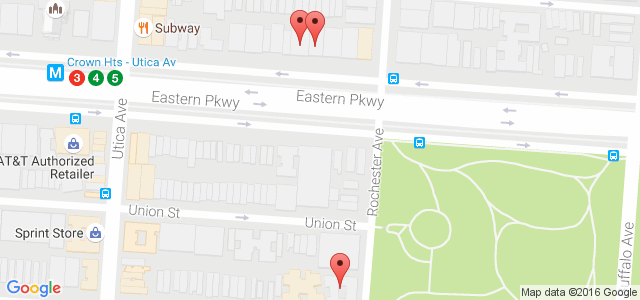 Subway
Crown Hts - Utica Av
M
3 4 5
Eastern Pkwy
Eastern Pkwy
Utica Ave
AT&T Authorized
Retailer
Rochester Ave
Union St
Union St
Sprint Store
Buffalo Ave
Google
Map data ©2016 Google